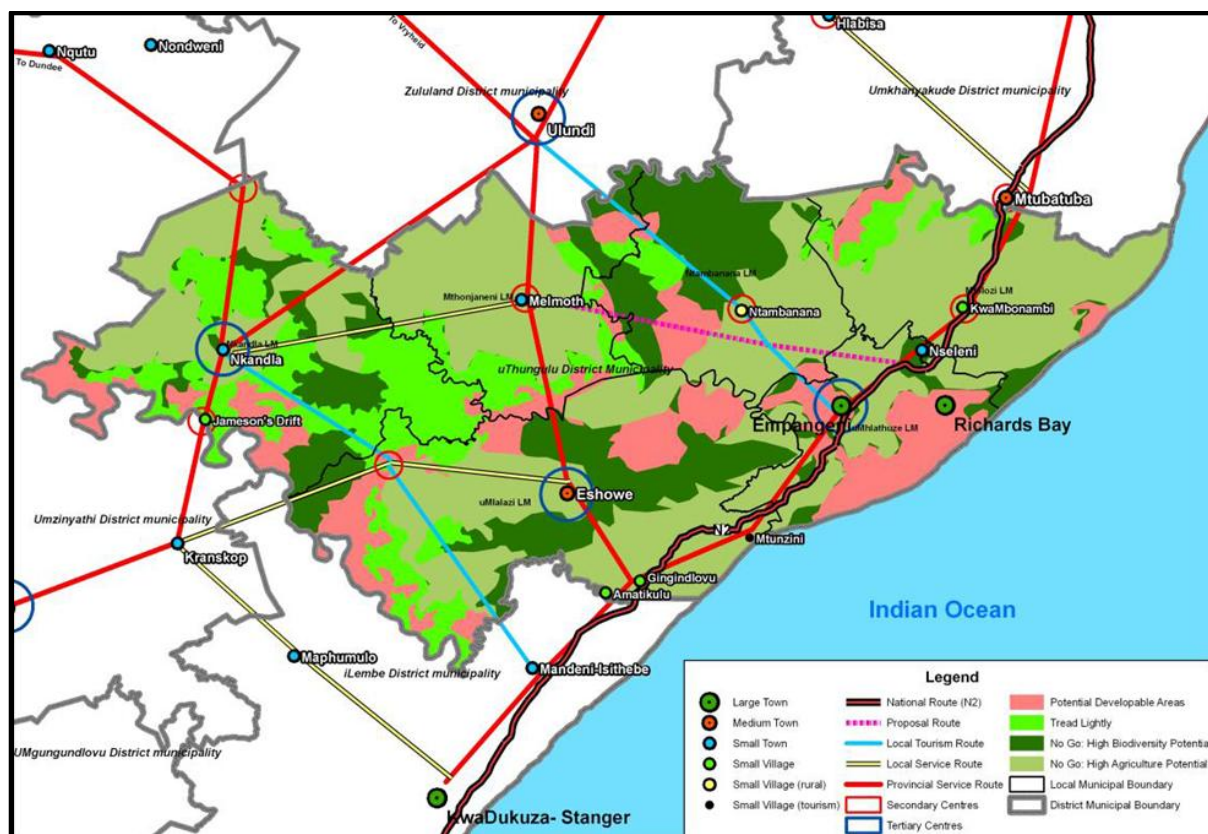 Hlabisa
Nqutu
Nondweni
To Dundee
To Vryheid
Zululand District municipality
Umkhanyakude District municipality
Ulundi
Mtubatuba
Ntambanana LM
Mthonjaneni LM
Melmoth
Ntambanana
KwaMbonambi
Nkandla LM
Nkandla
Nseleni
uThungulu District Municipality
Jameson's Drift
Empangeni
uMhlathuze LM
Richards Bay
uMlalazi LM
Eshowe
Umzinyathi District municipality
N2
Mtunzini
Kranskop
Gingindlovu
Amatikulu
Indian Ocean
Maphumulo
iLembe District municipality
Mandeni-Isithebe
UMgungundlovu District municipality
KwaDukuza- Stanger
Legend
Large Town
Medium Town
Small Town
Small Village
Small Village (rural)
Small Village (tourism)
National Route (N2)
Proposal Route
Local Tourism Route
Local Service Route
Provincial Service Route
Secondary Centres
Tertiary Centres
Potential Developable Areas
Tread Lightly
No Go: High Biodiversity Potential
No Go: High Agriculture Potential
Local Municipal Boundary
District Municipal Boundary